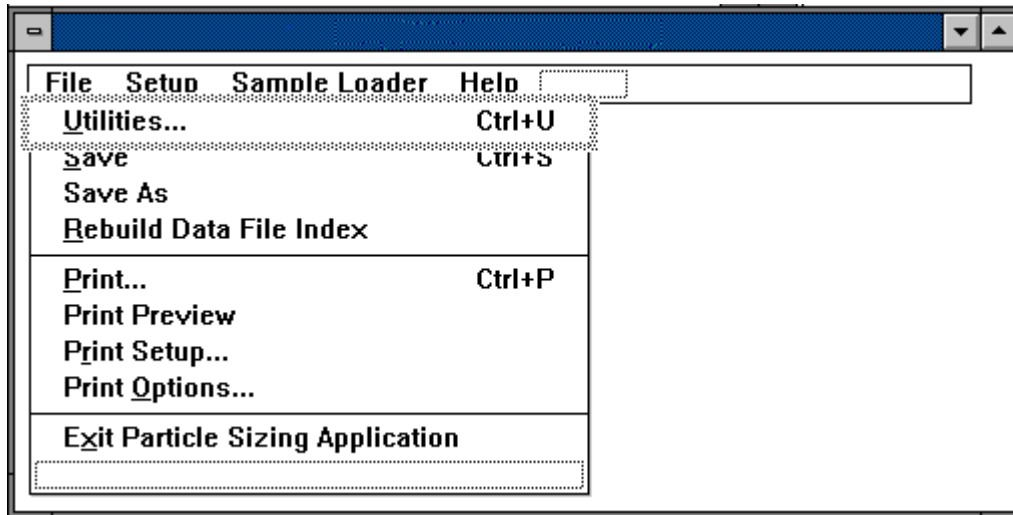 File Setup Sample Loader Help
Utilities... Ctrl+U
Save Ctrl+S
Save As
Rebuild Data File Index
Print... Ctrl+P
Print Preview
Print Setup...
Print Options...
Exit Particle Sizing Application